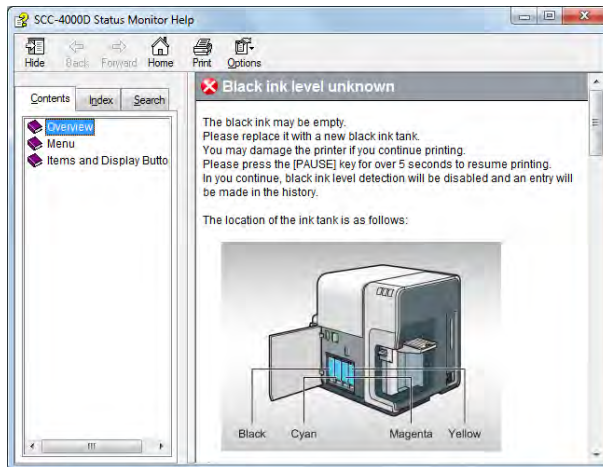 SCC-4000D Status Monitor Help
Hide Back Forward Home Print Options
Contents Index Search
Overview
Menu
Items and Display Butto
Black ink level unknown
The black ink may be empty.
Please replace it with a new black ink tank.
You may damage the printer if you continue printing.
Please press the [PAUSE] key for over 5 seconds to resume printing.
In you continue, black ink level detection will be disabled and an entry will
be made in the history.
The location of the ink tank is as follows:
Black Cyan Magenta Yellow